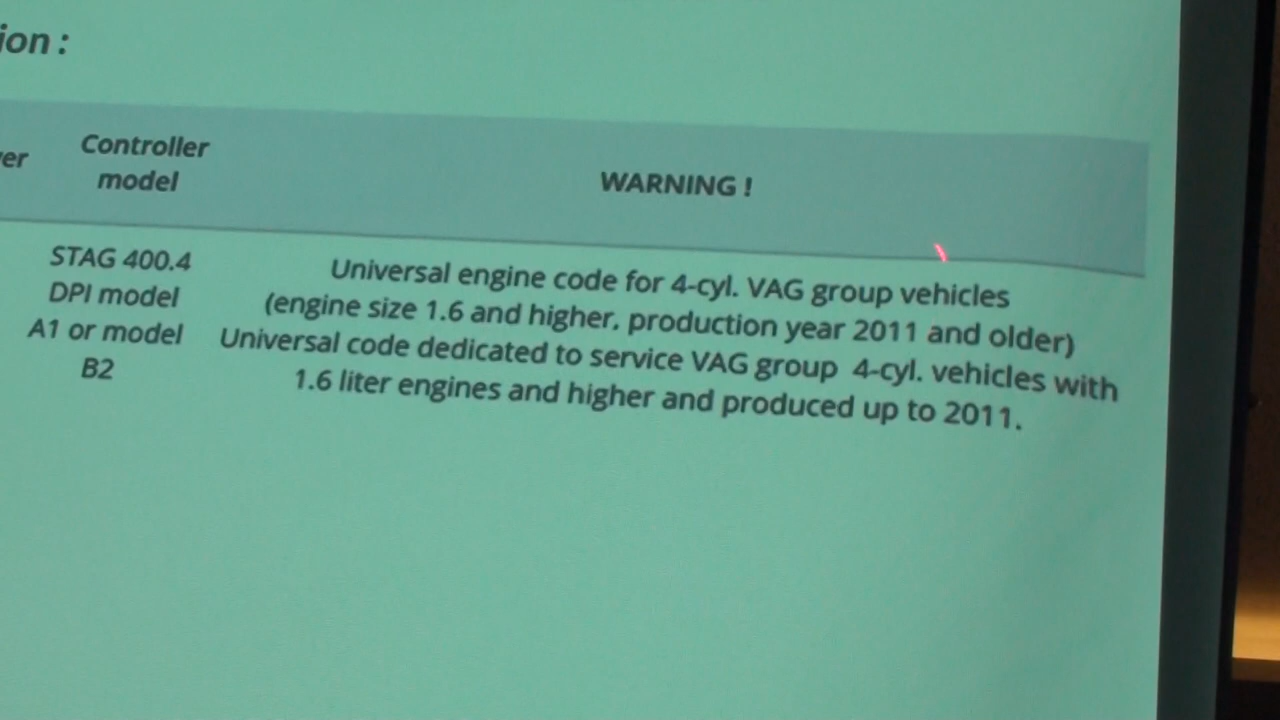 ion :
er
Controller
model
WARNING !
STAG 400.4
DPI model
A1 or model
B2
Universal engine code for 4-cyl. VAG group vehicles
(engine size 1.6 and higher, production year 2011 and older)
Universal code dedicated to service VAG group 4-cyl. vehicles with
1.6 liter engines and higher and produced up to 2011.